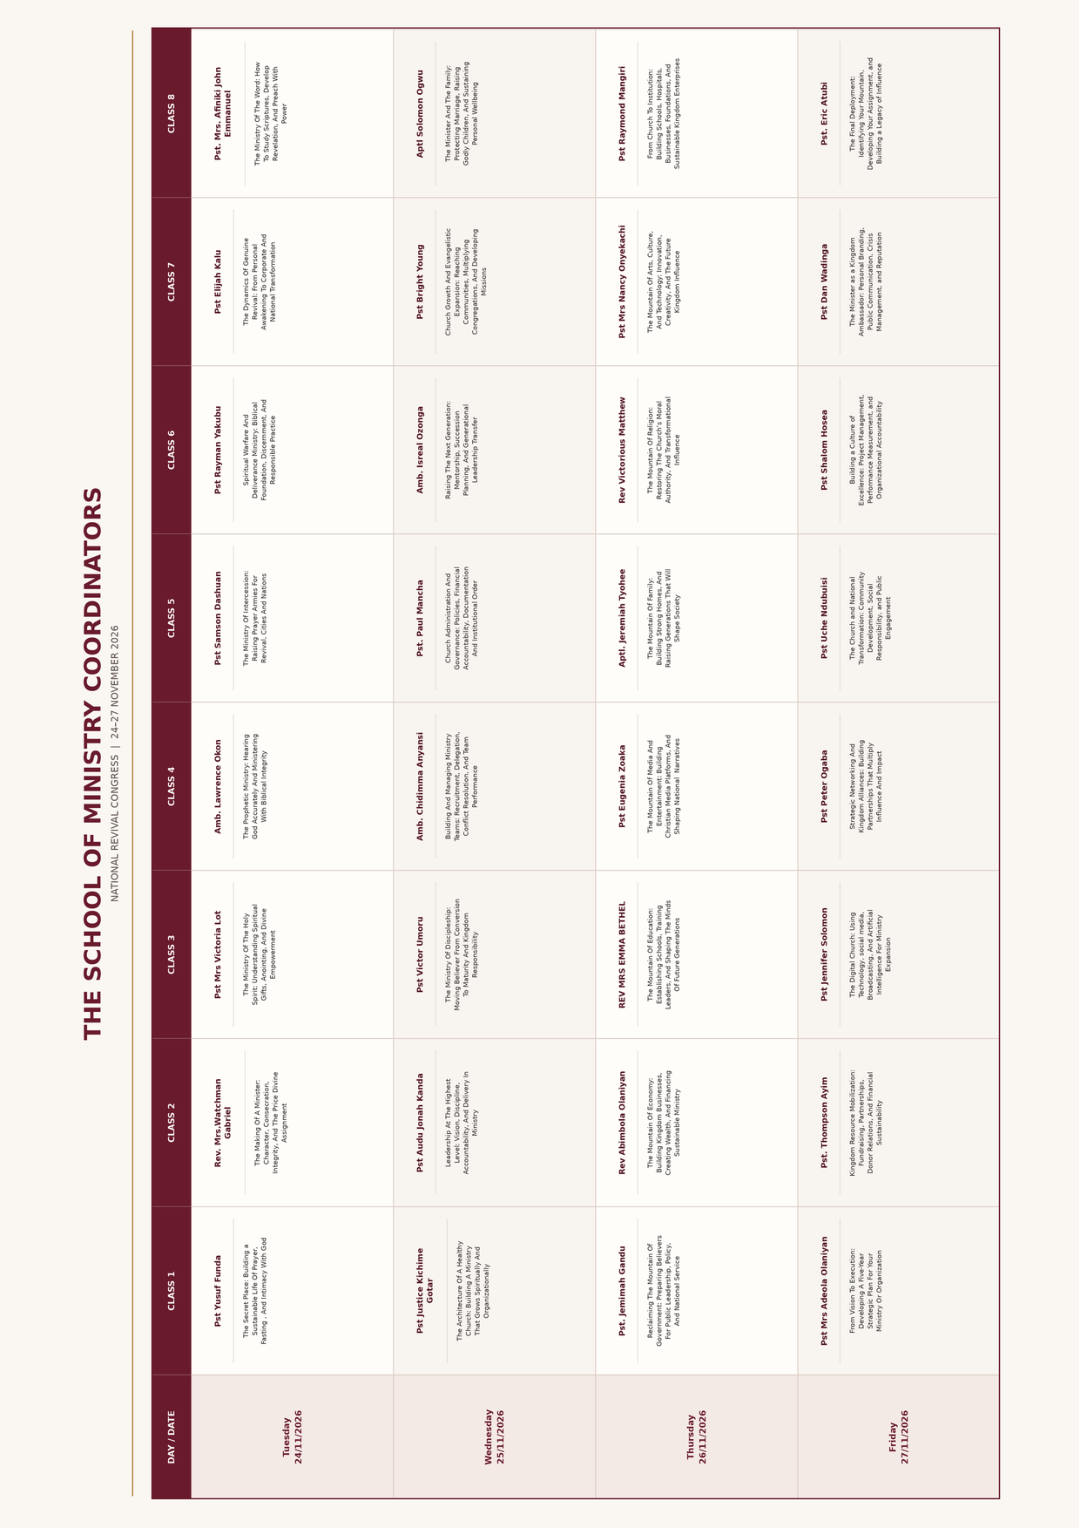 THE SCHOOL OF MINISTRY COORDINATORS
NATIONAL REVIVAL CONGRESS | 24–27 NOVEMBER 2026
DAY / DATE
CLASS 1
CLASS 2
CLASS 3
CLASS 4
CLASS 5
CLASS 6
CLASS 7
CLASS 8
Tuesday
24/11/2026
Pst Yusuf Funda
The Secret Place: Building a
Sustainable Life Of Prayer,
Fasting , And Intimacy With God
Rev. Mrs.Watchman
Gabriel
The Making Of A Minister:
Character, Consecration,
Integrity, And The Price Divine
Assignment
Pst Mrs Victoria Lot
The Ministry Of The Holy
Spirit: Understanding Spiritual
Gifts, Anointing, And Divine
Empowerment
Amb. Lawrence Okon
The Prophetic Ministry: Hearing
God Accurately And Ministering
With Biblical Integrity
Pst Samson Dashuan
The Ministry Of Intercession:
Raising Prayer Armies For
Revival, Cities And Nations
Pst Rayman Yakubu
Spiritual Warfare And
Deliverance Ministry: Biblical
Foundation, Discernment, And
Responsible Practice
Pst Elijah Kalu
The Dynamics Of Genuine
Revival: From Personal
Awakening To Corporate And
National Transformation
Pst. Mrs. Afiniki John
Emmanuel
The Ministry Of The Word: How
To Study Scriptures, Develop
Revelation, And Preach With
Power
Wednesday
25/11/2026
Pst Justice Kichime
Gotar
The Architecture Of A Healthy
Church: Building A Ministry
That Grows Spiritually And
Organizationally
Pst Audu Jonah Kanda
Leadership At The Highest
Level: Vision, Discipline,
Accountability, And Delivery In
Ministry
Pst Victor Umoru
The Ministry Of Discipleship:
Moving Believer From Conversion
To Maturity And Kingdom
Responsibility
Amb. Chidimma Anyansi
Building And Managing Ministry
Teams: Recruitment, Delegation,
Conflict Resolution, And Team
Performance
Pst. Paul Mancha
Church Administration And
Governance: Policies, Financial
Accountability, Documentation
And Institutional Order
Amb. Isreal Ozonga
Raising The Next Generation:
Mentorship, Succession
Planning, And Generational
Leadership Transfer
Pst Bright Young
Church Growth And Evangelistic
Expansion: Reaching
Communities, Multiplying
Congregations, And Developing
Missions
Aptl Solomon Ogwu
The Minister And The Family:
Protecting Marriage, Raising
Godly Children, And Sustaining
Personal Wellbeing
Thursday
26/11/2026
Pst. Jemimah Gandu
Reclaiming The Mountain Of
Government: Preparing Believers
For Public Leadership, Policy,
And National Service
Rev Abimbola Olaniyan
The Mountain Of Economy:
Building Kingdom Businesses,
Creating Wealth, And Financing
Sustainable Ministry
REV MRS EMMA BETHEL
The Mountain Of Education:
Establishing Schools, Training
Leaders, And Shaping The Minds
Of Future Generations
Pst Eugenia Zoaka
The Mountain Of Media And
Entertainment: Building
Christian Media Platforms, And
Shaping National  Narratives
Aptl. Jeremiah Tyohee
The Mountain Of Family:
Building Strong Homes, And
Raising Generations That Will
Shape Society
Rev Victorious Matthew
The Mountain Of Religion:
Restoring The Church's Moral
Authority, And Transformational
Influence
Pst Mrs Nancy Onyekachi
The Mountain Of Arts, Culture,
And Technology: Innovation,
Creativity, And The Future
Kingdom Influence
Pst Raymond Mangiri
From Church To Institution:
Building Schools, Hospitals,
Businesses, Foundations, And
Sustainable Kingdom Enterprises
Friday
27/11/2026
Pst Mrs Adeola Olaniyan
From Vision To Execution:
Developing A Five-Year
Strategic Plan For Your
Ministry Or Organization
Pst. Thompson Ayim
Kingdom Resource Mobilization:
Fundraising, Partnerships,
Donor Relations, And Financial
Sustainability
Pst Jennifer Solomon
The Digital Church: Using
Technology, social media,
Broadcasting, And Artificial
Intelligence For Ministry
Expansion
Pst Peter Ogaba
Strategic Networking And
Kingdom Alliances: Building
Partnerships That Multiply
Influence And Impact
Pst Uche Ndubuisi
The Church and National
Transformation: Community
Development, Social
Responsibility, and Public
Engagement
Pst Shalom Hosea
Building a Culture of
Excellence: Project Management,
Performance Measurement, and
Organizational Accountability
Pst Dan Wadinga
The Minister as a Kingdom
Ambassador: Personal Branding,
Public Communication, Crisis
Management, and Reputation
Pst. Eric Atubi
The Final Deployment:
Identifying Your Mountain,
Developing Your Assignment, and
Building a Legacy of Influence